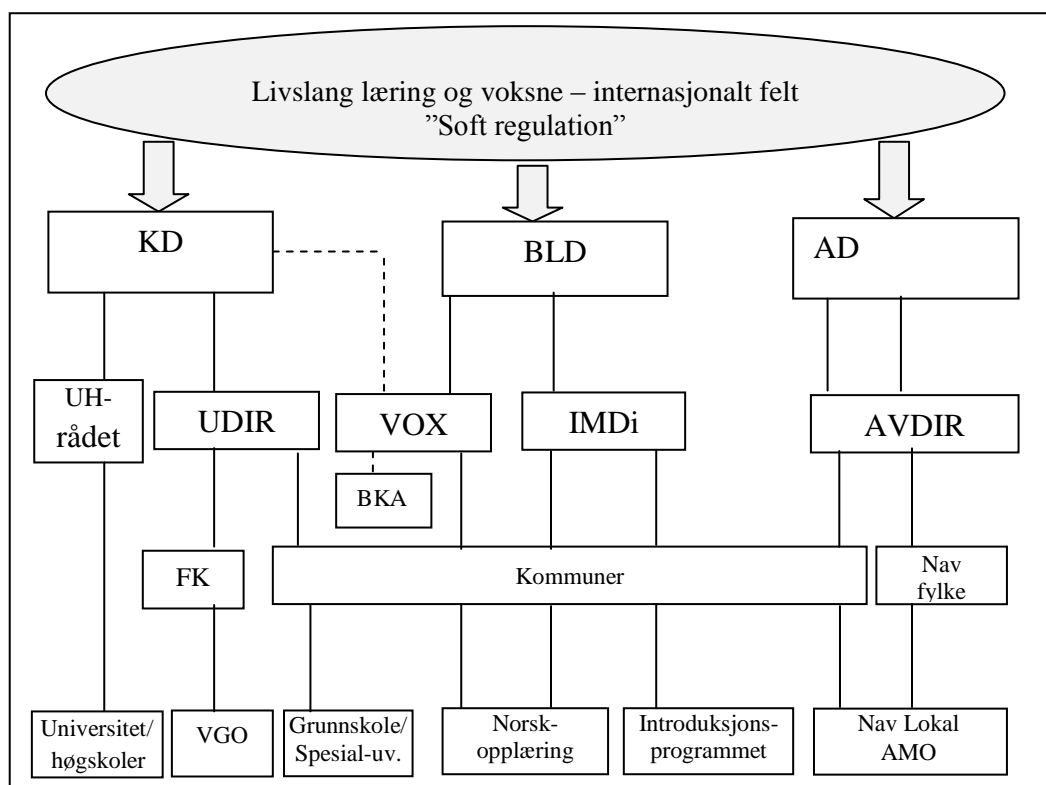 Livslang læring og voksne – internasjonalt felt
”Soft regulation”
KD
BLD
AD
UH-
rådet
UDIR
VOX
IMDi
AVDIR
BKA
FK
Kommuner
Nav
fylke
Universitet/
høgskoler
VGO
Grunnskole/
Spesial-uv.
Norsk-
opplæring
Introduksjons-
programmet
Nav Lokal
AMO